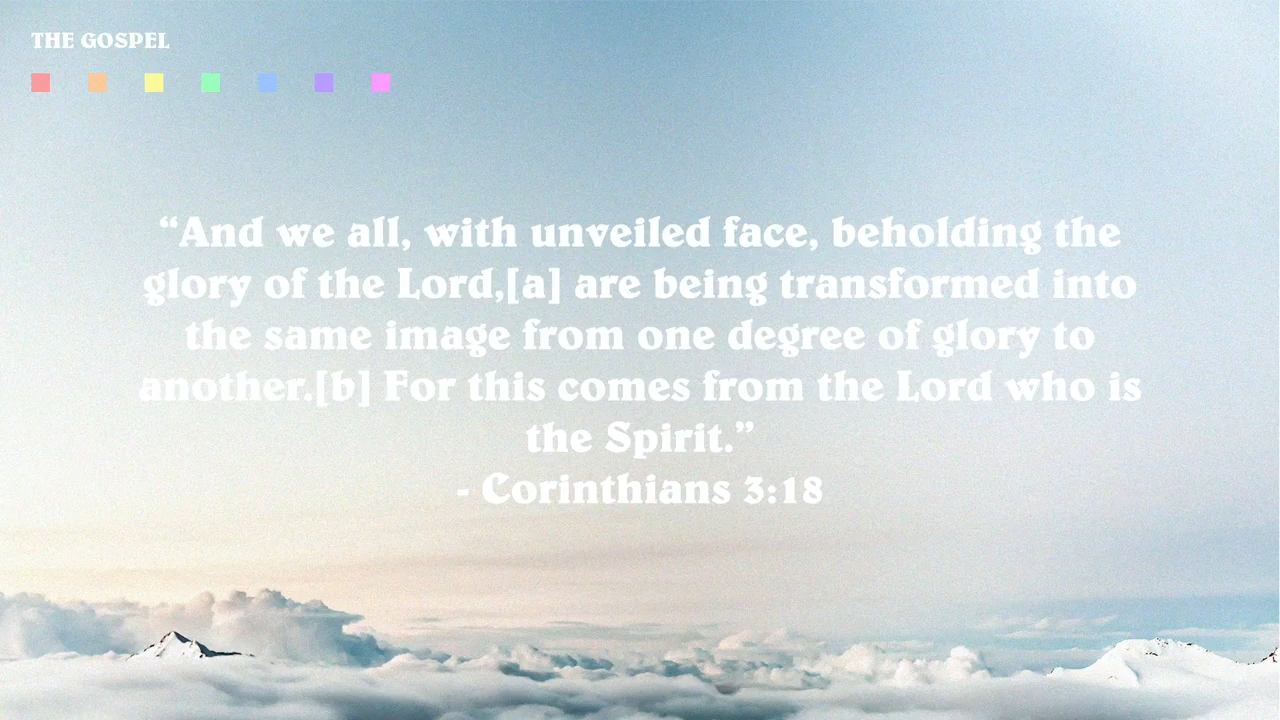 THE GOSPEL
“And we all, with unveiled face, beholding the
glory of the Lord,[a] are being transformed into
the same image from one degree of glory to
another.[b] For this comes from the Lord who is
the Spirit.”
- Corinthians 3:18